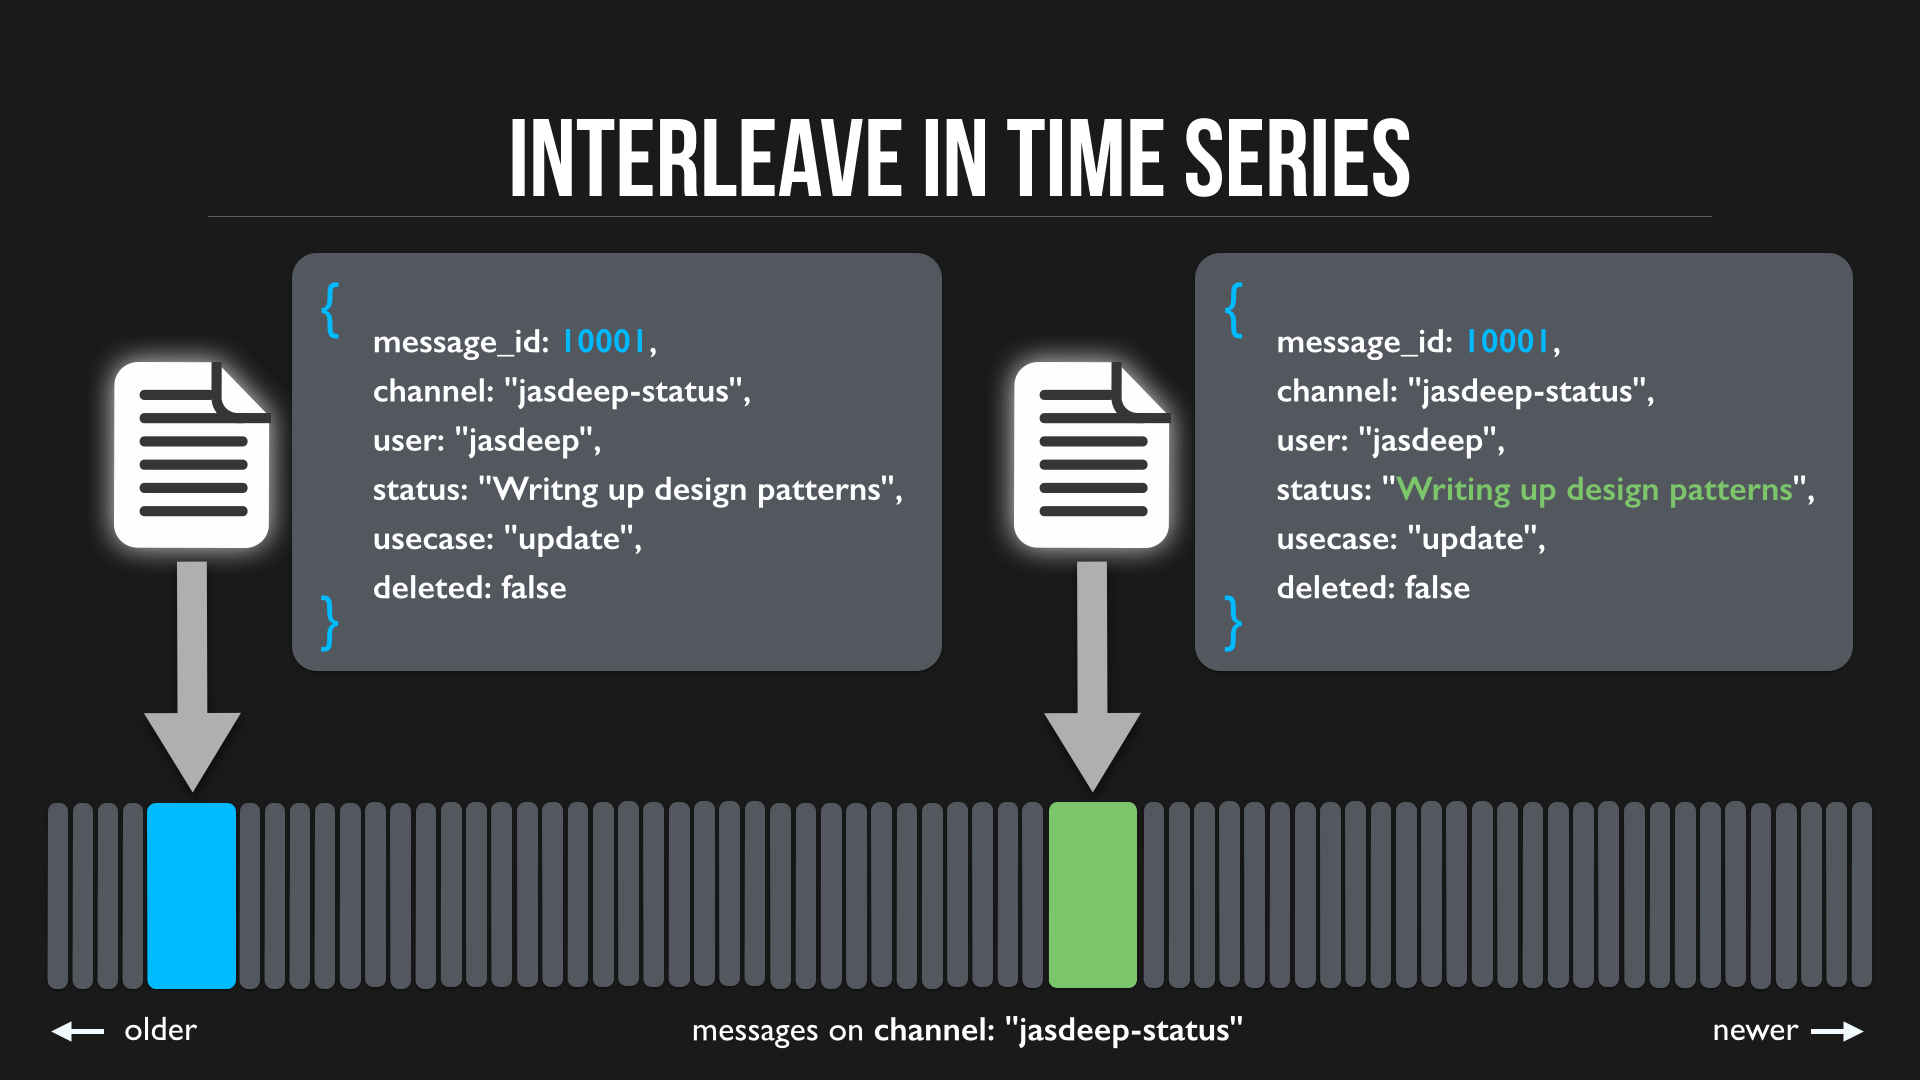 INTERLEAVE IN TIME SERIES
{
message_id: 10001,
channel: "jasdeep-status",
user: "jasdeep",
status: "Writng up design patterns",
usecase: "update",
deleted: false
}
{
message_id: 10001,
channel: "jasdeep-status",
user: "jasdeep",
status: "Writing up design patterns",
usecase: "update",
deleted: false
}
older
messages on channel: "jasdeep-status"
newer